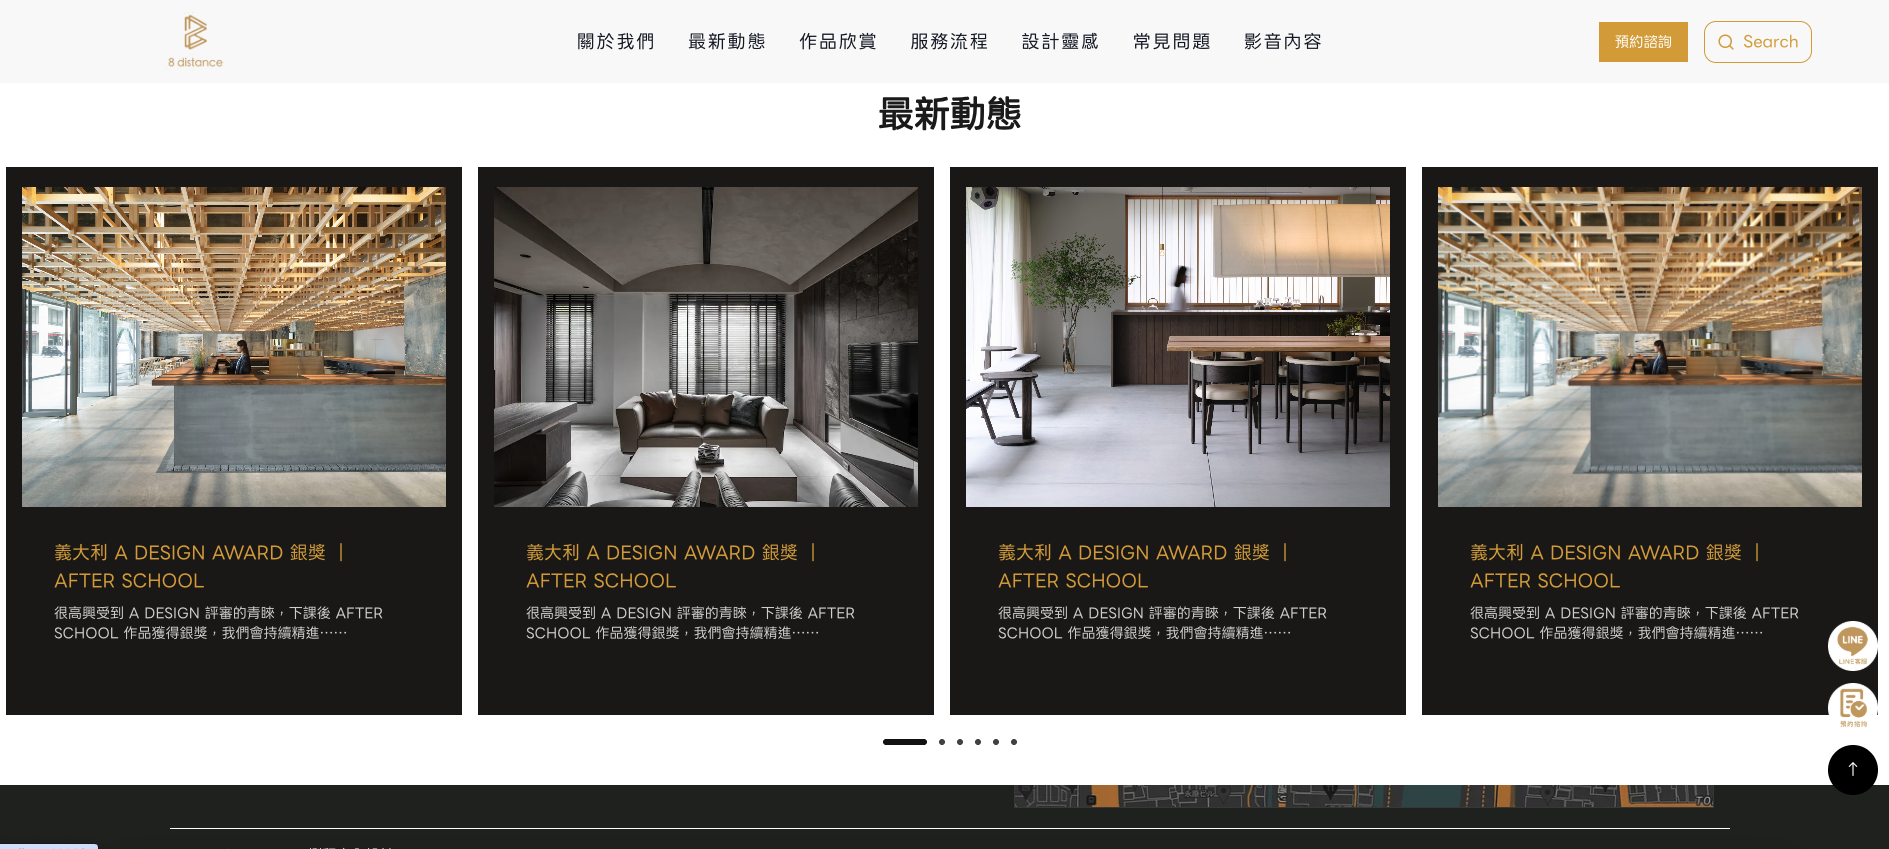 8 distance
關於我們 最新動態 作品欣賞 服務流程 設計靈感 常見問題 影音內容
預約諮詢
Search
最新動態
義大利 A DESIGN AWARD 銀獎 ｜
AFTER SCHOOL
很高興受到 A DESIGN 評審的青睞，下課後 AFTER
SCHOOL 作品獲得銀獎，我們會持續精進⋯⋯
義大利 A DESIGN AWARD 銀獎 ｜
AFTER SCHOOL
很高興受到 A DESIGN 評審的青睞，下課後 AFTER
SCHOOL 作品獲得銀獎，我們會持續精進⋯⋯
義大利 A DESIGN AWARD 銀獎 ｜
AFTER SCHOOL
很高興受到 A DESIGN 評審的青睞，下課後 AFTER
SCHOOL 作品獲得銀獎，我們會持續精進⋯⋯
義大利 A DESIGN AWARD 銀獎 ｜
AFTER SCHOOL
很高興受到 A DESIGN 評審的青睞，下課後 AFTER
SCHOOL 作品獲得銀獎，我們會持續精進⋯⋯
LINE
LINE客服
預約諮詢